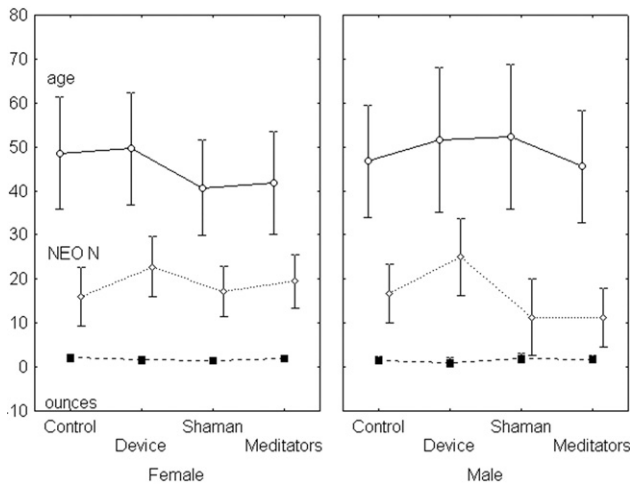 80
70
60
50
40
30
20
10
0
10
age
NEO N
ounces
Control
Device
Shaman
Meditators
Female
Control
Device
Shaman
Meditators
Male